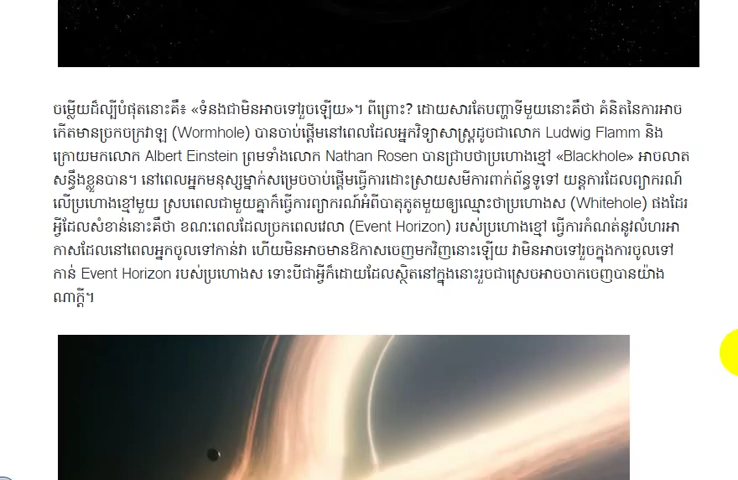 ចម្លើយដ៏ល្បីបំផុតនោះគឺ៖ «ទំនងជាមិនអាចទៅរួចឡើយ»។ ពីព្រោះ? ដោយសារតែបញ្ហាទីមួយនោះគឺថា គំនិតនៃការអាច
កើតមានច្រកចក្រវាឡ (Wormhole) បានចាប់ផ្តើមនៅពេលដែលអ្នកវិទ្យាសាស្ត្រដូចជាលោក Ludwig Flamm និង
ក្រោយមកលោក Albert Einstein ព្រមទាំងលោក Nathan Rosen បានជ្រាបថាប្រហោងខ្មៅ «Blackhole» អាចលាត
សន្ធឹងខ្លួនបាន។ នៅពេលអ្នកមនុស្សម្នាក់សម្រេចចាប់ផ្តើមធ្វើការដោះស្រាយសមីការពាក់ព័ន្ធទូទៅ យន្តការដែលព្យាករណ៍
លើប្រហោងខ្មៅមួយ ស្របពេលជាមួយគ្នាក៏ធ្វើការព្យាករណ៍អំពីបាតុភូតមួយឲ្យឈ្មោះថាប្រហោងស (Whitehole) ផងដែរ
អ្វីដែលសំខាន់នោះគឺថា ខណៈពេលដែលច្រកពេលវេលា (Event Horizon) របស់ប្រហោងខ្មៅ ធ្វើការកំណត់នូវលំហរអា
កាសដែលនៅពេលអ្នកចូលទៅកាន់វា ហើយមិនអាចមានឱកាសចេញមកវិញនោះឡើយ វាមិនអាចទៅរួចក្នុងការចូលទៅ
កាន់ Event Horizon របស់ប្រហោងស ទោះបីជាអ្វីក៏ដោយដែលស្ថិតនៅក្នុងនោះរួចជាស្រេចអាចចាកចេញបានយ៉ាង
ណាក្តី។